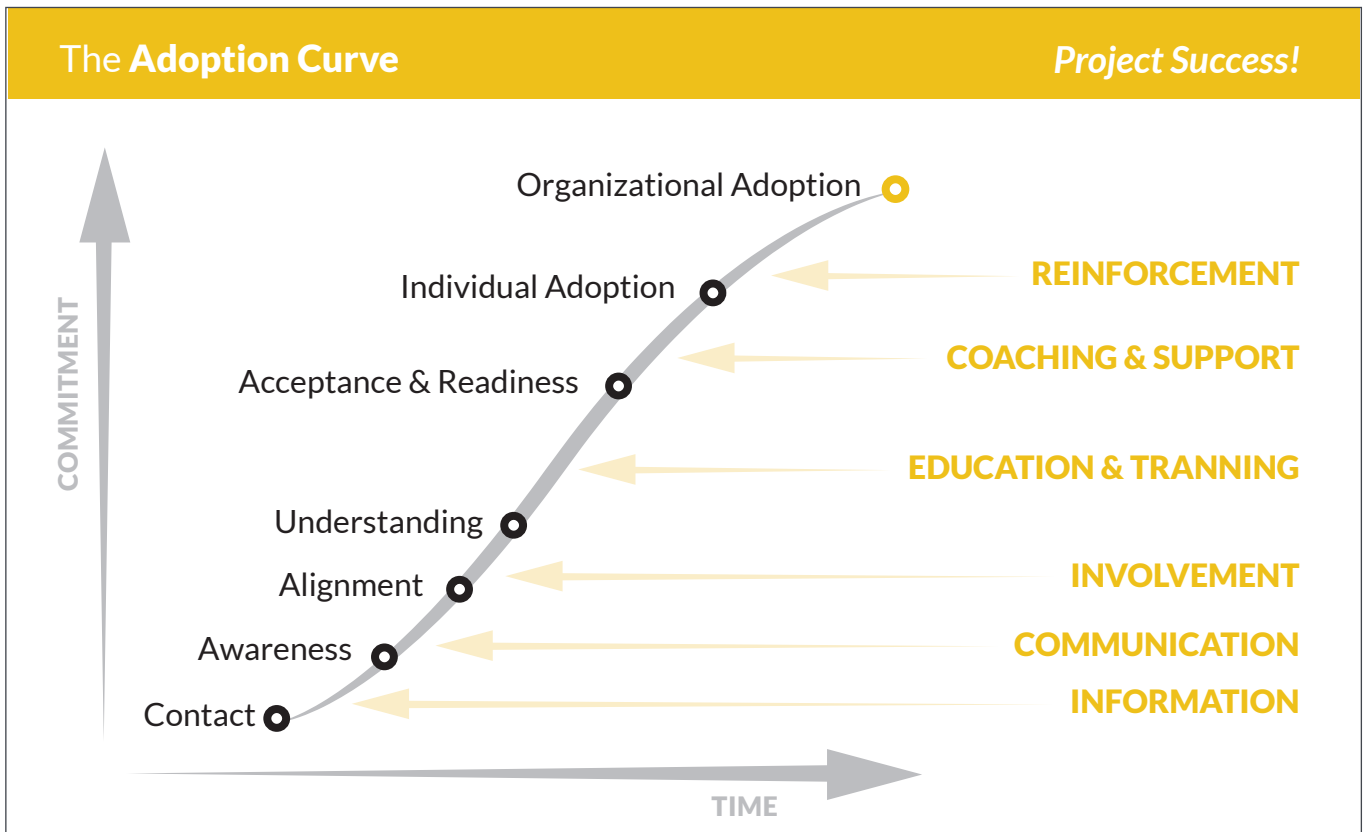 The Adoption Curve
Project Success!
Organizational Adoption
REINFORCEMENT
Individual Adoption
COACHING & SUPPORT
Acceptance & Readiness
COMMITMENT
EDUCATION & TRANNING
Understanding
INVOLVEMENT
Alignment
COMMUNICATION
Awareness
INFORMATION
Contact
TIME